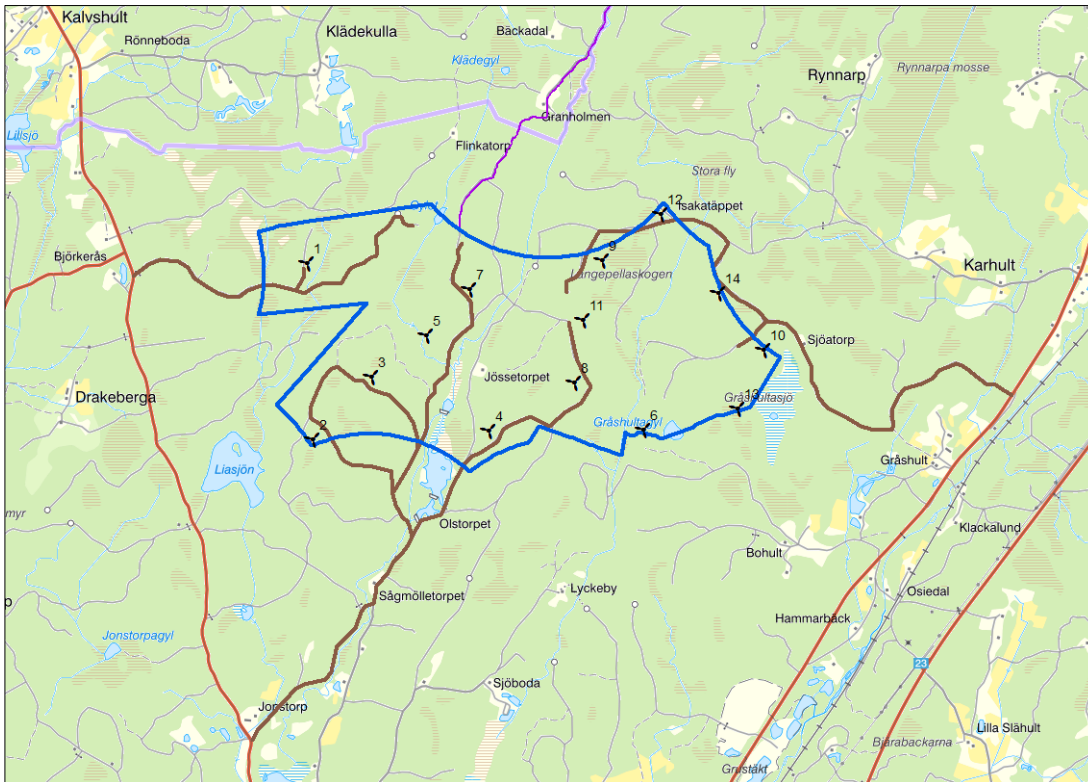 Kalvshult
Klädekulla
Bäckadal
Rönneboda
Klädegyl
Rynnarp
Rynnarpa mosse
Granholmen
Lillsjö
Flinkatorp
Stora fly
12
Isakatäppet
Björkerås
1
9
Långepellaskogen
Karhult
7
14
11
5
Sjöatorp
10
3
Jössetorpet
8
Drakeberga
Gråshultasjö
13
2
4
Gråshultagyl
6
Liasjön
Gråshult
myr
Olstorpet
Klackalund
Bohult
Sågmölletorpet
Lyckeby
Osiedal
p
Hammarbäck
Jonstorpagyl
23
Sjöboda
Jonstorp
Lilla Slähult
Bjärabackarna
Grustäkt